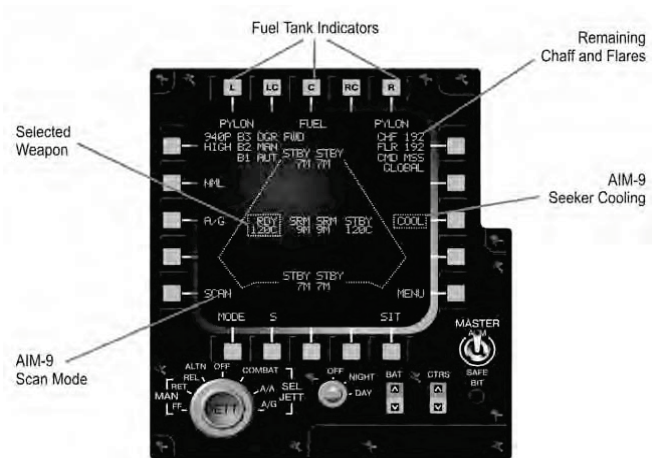 Fuel Tank Indicators
Remaining
Chaff and Flares
L LC C RC R
PYLON FUEL PYLON
940P B3 DGR FWD CHF 192
HIGH B2 MAN FLR 192
B1 AUT STBY STBY CMD MSS
7M 7M GLOBAL
Selected
Weapon
NML
AIM-9
Seeker Cooling
A/G RDY SRM SRM STBY COOL
120C 9M 9M 120C
STBY STBY
7M 7M
SCAN MENU
MODE S SIT
AIM-9
Scan Mode
MASTER
ARM
SAFE
BIT
ALTN OFF COMBAT
REL A/A SEL
MAN RET JETT JETT
FF A/G
OFF NIGHT DAY
BAT CTRS